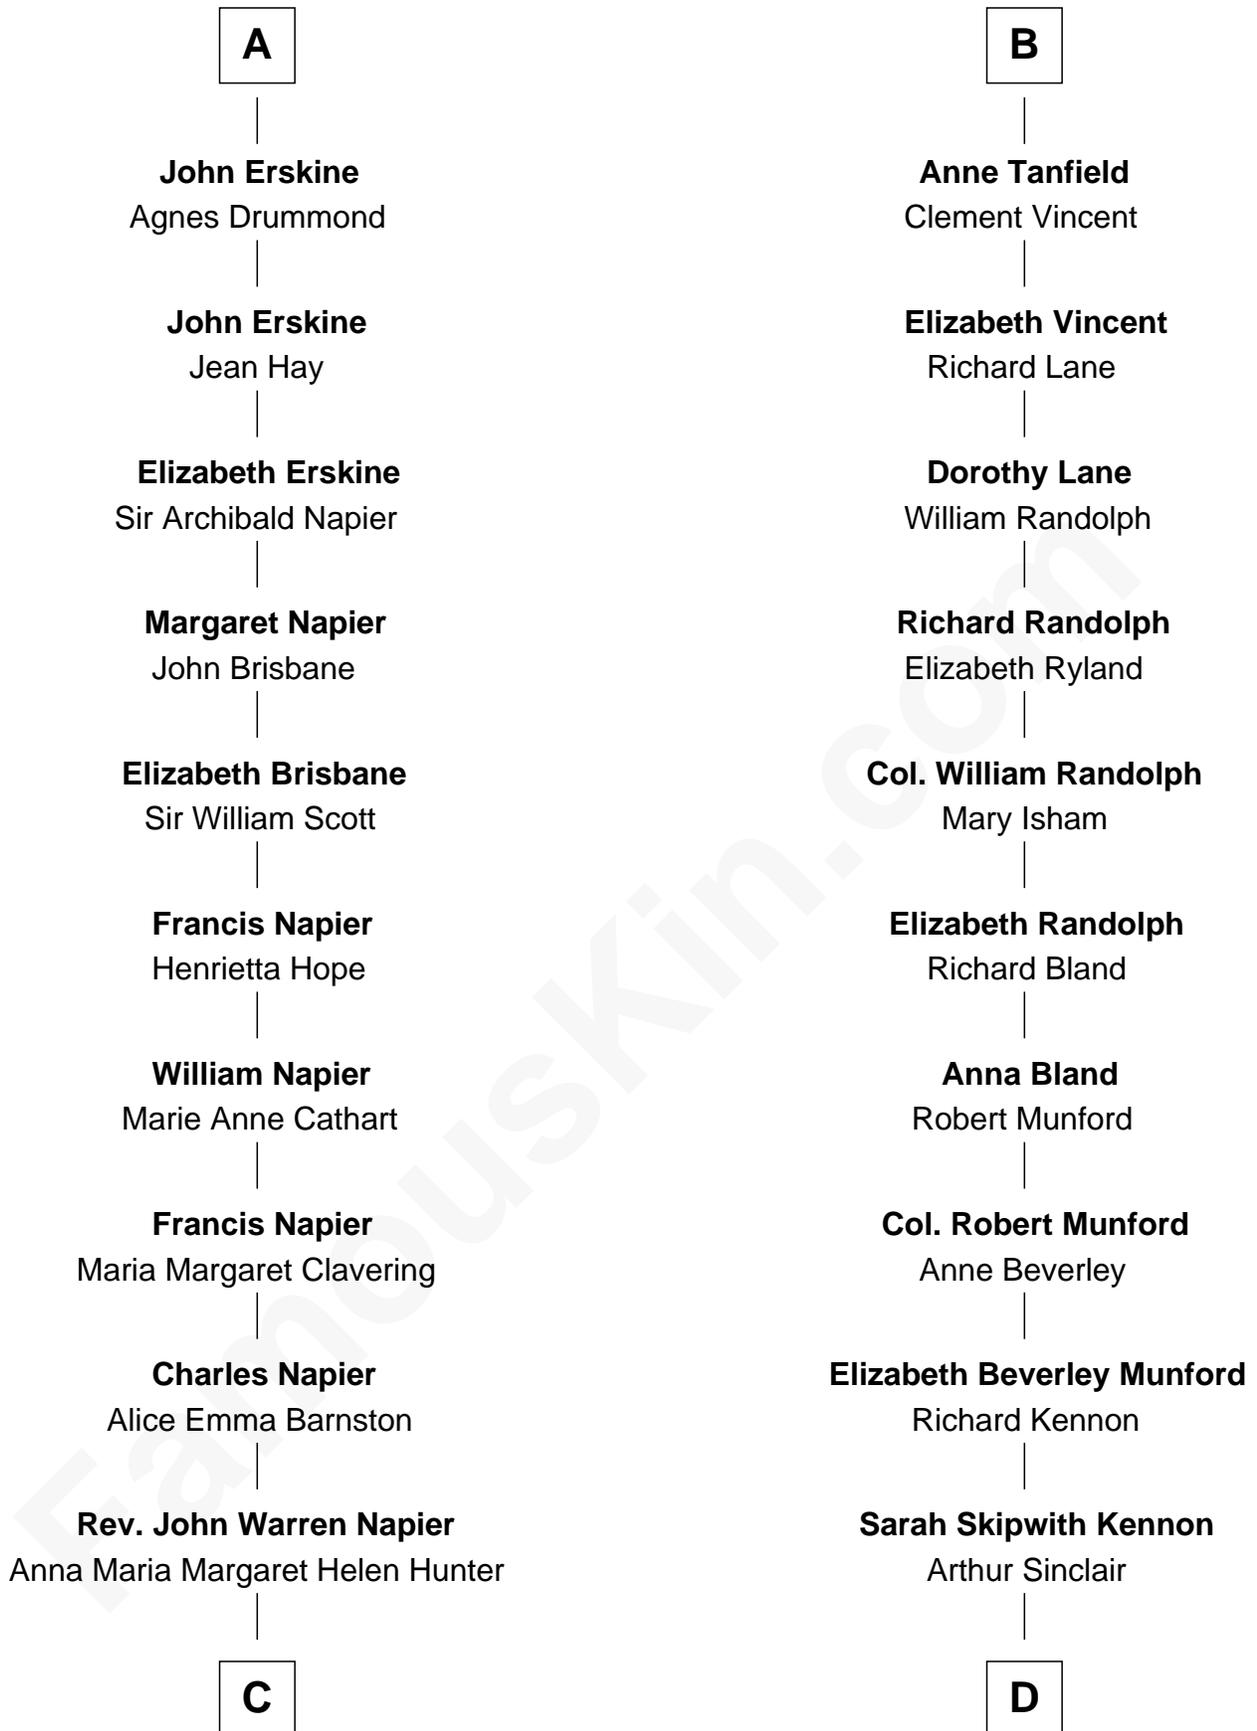 A
John Erskine
Agnes Drummond
John Erskine
Jean Hay
Elizabeth Erskine
Sir Archibald Napier
Margaret Napier
John Brisbane
Elizabeth Brisbane
Sir William Scott
Francis Napier
Henrietta Hope
William Napier
Marie Anne Cathart
Francis Napier
Maria Margaret Clavering
Charles Napier
Alice Emma Barnston
Rev. John Warren Napier
Anna Maria Margaret Helen Hunter
C
B
Anne Tanfield
Clement Vincent
Elizabeth Vincent
Richard Lane
Dorothy Lane
William Randolph
Richard Randolph
Elizabeth Ryland
Col. William Randolph
Mary Isham
Elizabeth Randolph
Richard Bland
Anna Bland
Robert Munford
Col. Robert Munford
Anne Beverley
Elizabeth Beverley Munford
Richard Kennon
Sarah Skipwith Kennon
Arthur Sinclair
D
FamousKin.com